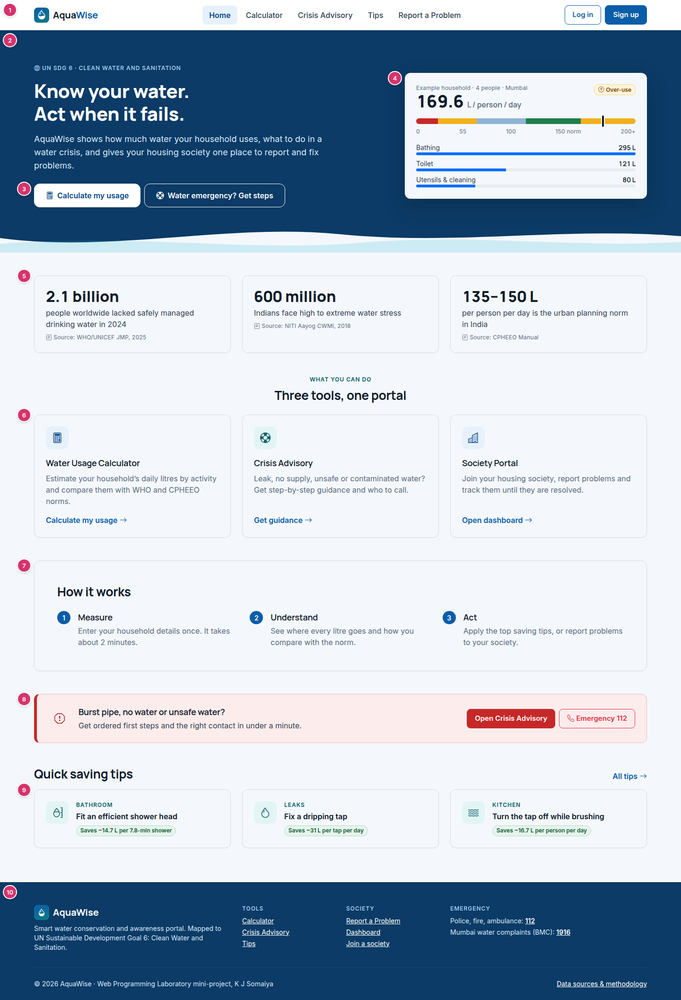 1
AquaWise
Home
Calculator
Crisis Advisory
Tips
Report a Problem
Log in
Sign up
2
UN SDG 6 · CLEAN WATER AND SANITATION
Know your water.
Act when it fails.
AquaWise shows how much water your household uses, what to do in a
water crisis, and gives your housing society one place to report and fix
problems.
3
Calculate my usage
Water emergency? Get steps
4
Example household · 4 people · Mumbai
Over-use
169.6 L / person / day
0 55 100 150 norm 200+
Bathing 295 L
Toilet 121 L
Utensils & cleaning 80 L
5
2.1 billion
people worldwide lacked safely managed
drinking water in 2024
Source: WHO/UNICEF JMP, 2025
600 million
Indians face high to extreme water stress
Source: NITI Aayog CWMI, 2018
135–150 L
per person per day is the urban planning norm
in India
Source: CPHEEO Manual
WHAT YOU CAN DO
Three tools, one portal
6
Water Usage Calculator
Estimate your household's daily litres by activity
and compare them with WHO and CPHEEO
norms.
Calculate my usage →
Crisis Advisory
Leak, no supply, unsafe or contaminated water?
Get step-by-step guidance and who to call.
Get guidance →
Society Portal
Join your housing society, report problems and
track them until they are resolved.
Open dashboard →
7
How it works
1 Measure
Enter your household details once. It takes
about 2 minutes.
2 Understand
See where every litre goes and how you
compare with the norm.
3 Act
Apply the top saving tips, or report problems
to your society.
8
Burst pipe, no water or unsafe water?
Get ordered first steps and the right contact in under a minute.
Open Crisis Advisory
Emergency 112
Quick saving tips
All tips →
9
BATHROOM
Fit an efficient shower head
Saves ~14.7 L per 7.8-min shower
LEAKS
Fix a dripping tap
Saves ~31 L per tap per day
KITCHEN
Turn the tap off while brushing
Saves ~16.7 L per person per day
10
AquaWise
Smart water conservation and awareness portal. Mapped to
UN Sustainable Development Goal 6: Clean Water and
Sanitation.
TOOLS
Calculator
Crisis Advisory
Tips
SOCIETY
Report a Problem
Dashboard
Join a society
EMERGENCY
Police, fire, ambulance: 112
Mumbai water complaints (BMC): 1916
© 2026 AquaWise · Web Programming Laboratory mini-project, K J Somaiya
Data sources & methodology